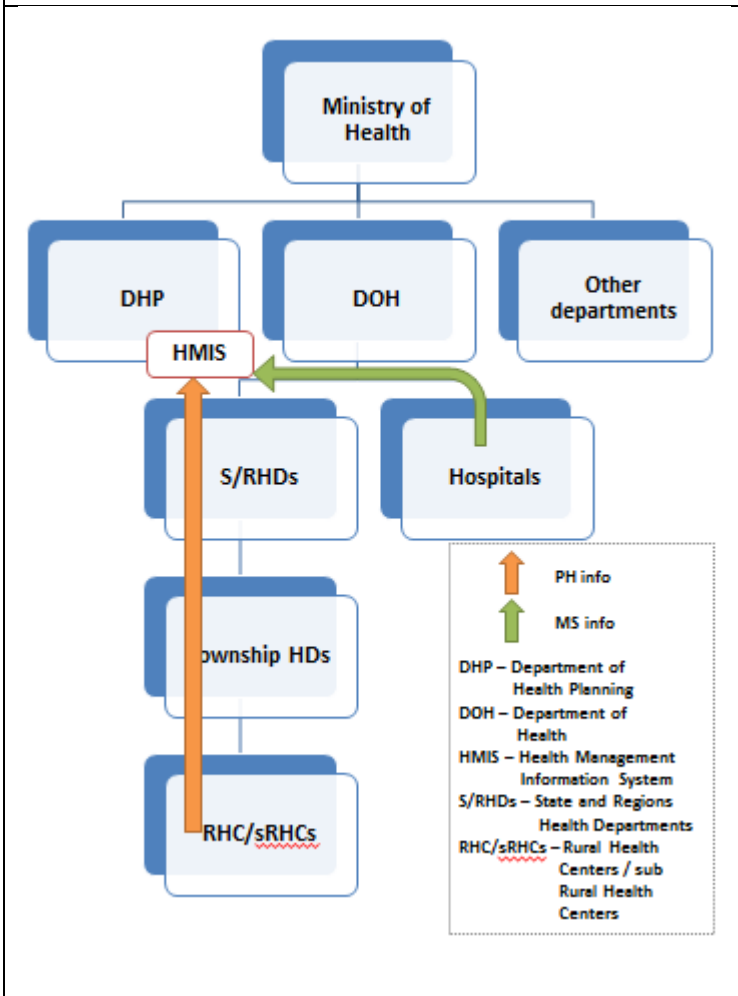 Ministry of
Health
DHP
DOH
Other
departments
HMIS
S/RHDs
Hospitals
ownship HDs
RHC/sRHCs
PH info
MS info
DHP – Department of
Health Planning
DOH – Department of
Health
HMIS – Health Management
Information System
S/RHDs – State and Regions
Health Departments
RHC/sRHCs – Rural Health
Centers / sub
Rural Health
Centers